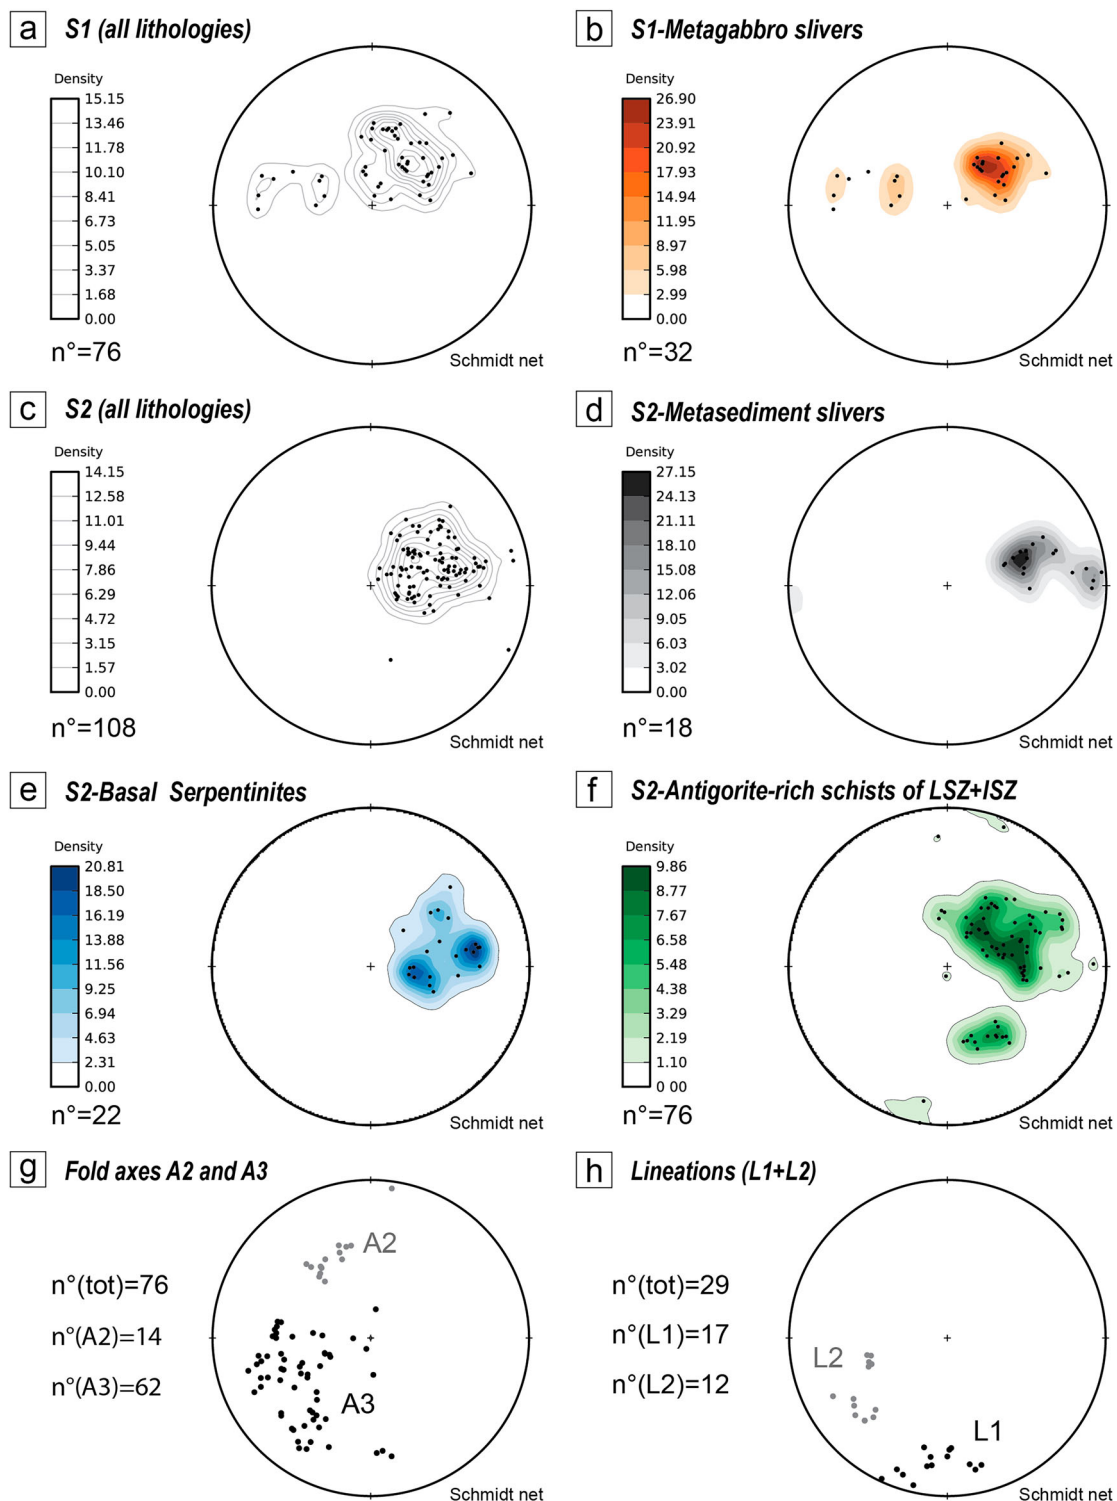 a S1 (all lithologies)
Density
15.15
13.46
11.78
10.10
8.41
6.73
5.05
3.37
1.68
0.00
n°=76
Schmidt net
b S1-Metagabbro slivers
Density
26.90
23.91
20.92
17.93
14.94
11.95
8.97
5.98
2.99
0.00
n°=32
Schmidt net
c S2 (all lithologies)
Density
14.15
12.58
11.01
9.44
7.86
6.29
4.72
3.15
1.57
0.00
n°=108
Schmidt net
d S2-Metasediment slivers
Density
27.15
24.13
21.11
18.10
15.08
12.06
9.05
6.03
3.02
0.00
n°=18
Schmidt net
e S2-Basal Serpentinites
Density
20.81
18.50
16.19
13.88
11.56
9.25
6.94
4.63
2.31
0.00
n°=22
Schmidt net
f S2-Antigorite-rich schists of LSZ+ISZ
Density
9.86
8.77
7.67
6.58
5.48
4.38
3.29
2.19
1.10
0 00
n°=76
Schmidt net
g Fold axes A2 and A3
A2
n°(tot)=76
n°(A2)=14
n°(A3)=62
A3
Schmidt net
h Lineations (L1+L2)
n°(tot)=29
n°(L1)=17
L2
n°(L2)=12
L1
Schmidt net